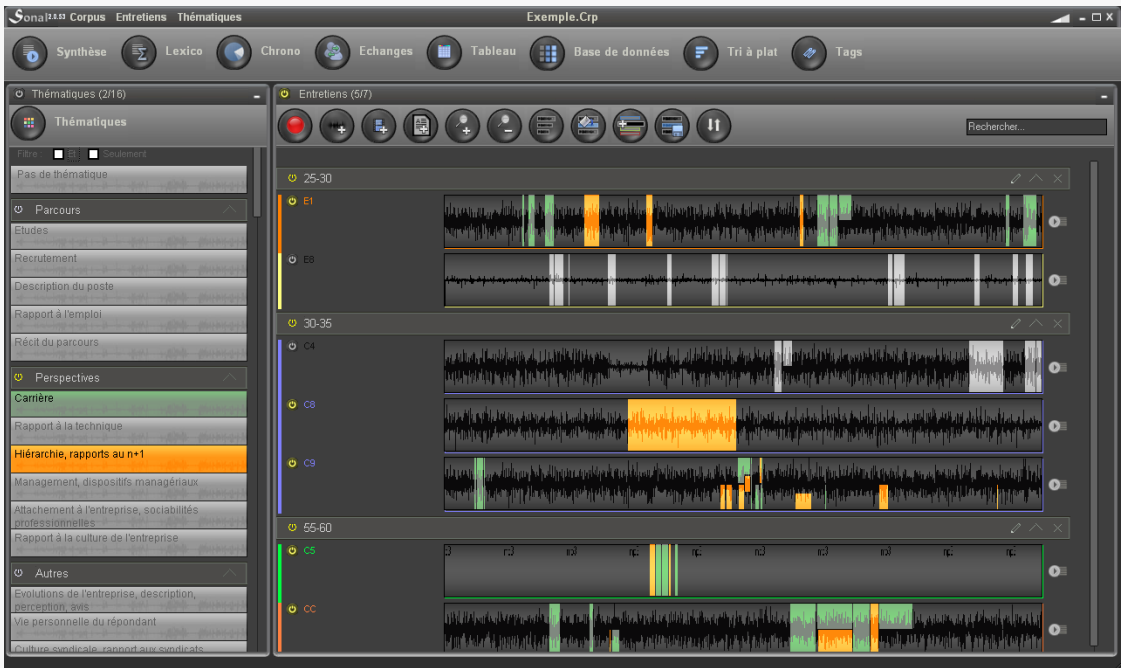 Sonal 2.0.53 Corpus Entretiens Thématiques Exemple.Crp
Synthèse Lexico Chrono Echanges Tableau Base de données Tri à plat Tags
Thématiques (2/16)
Thématiques
Filtre : Et Seulement
Pas de thématique
Parcours
Etudes
Recrutement
Description du poste
Rapport à l'emploi
Récit du parcours
Perspectives
Carrière
Rapport à la technique
Hiérarchie, rapports au n+1
Management, dispositifs managériaux
Attachement à l'entreprise, sociabilités
professionnelles
Rapport à la culture de l'entreprise
Autres
Evolutions de l'entreprise, description,
perception, avis
Vie personnelle du répondant
Culture syndicale, rapport aux syndicats
Entretiens (5/7)
Rechercher...
25-30
E1
E8
30-35
C4
C8
C9
55-60
C5
CC